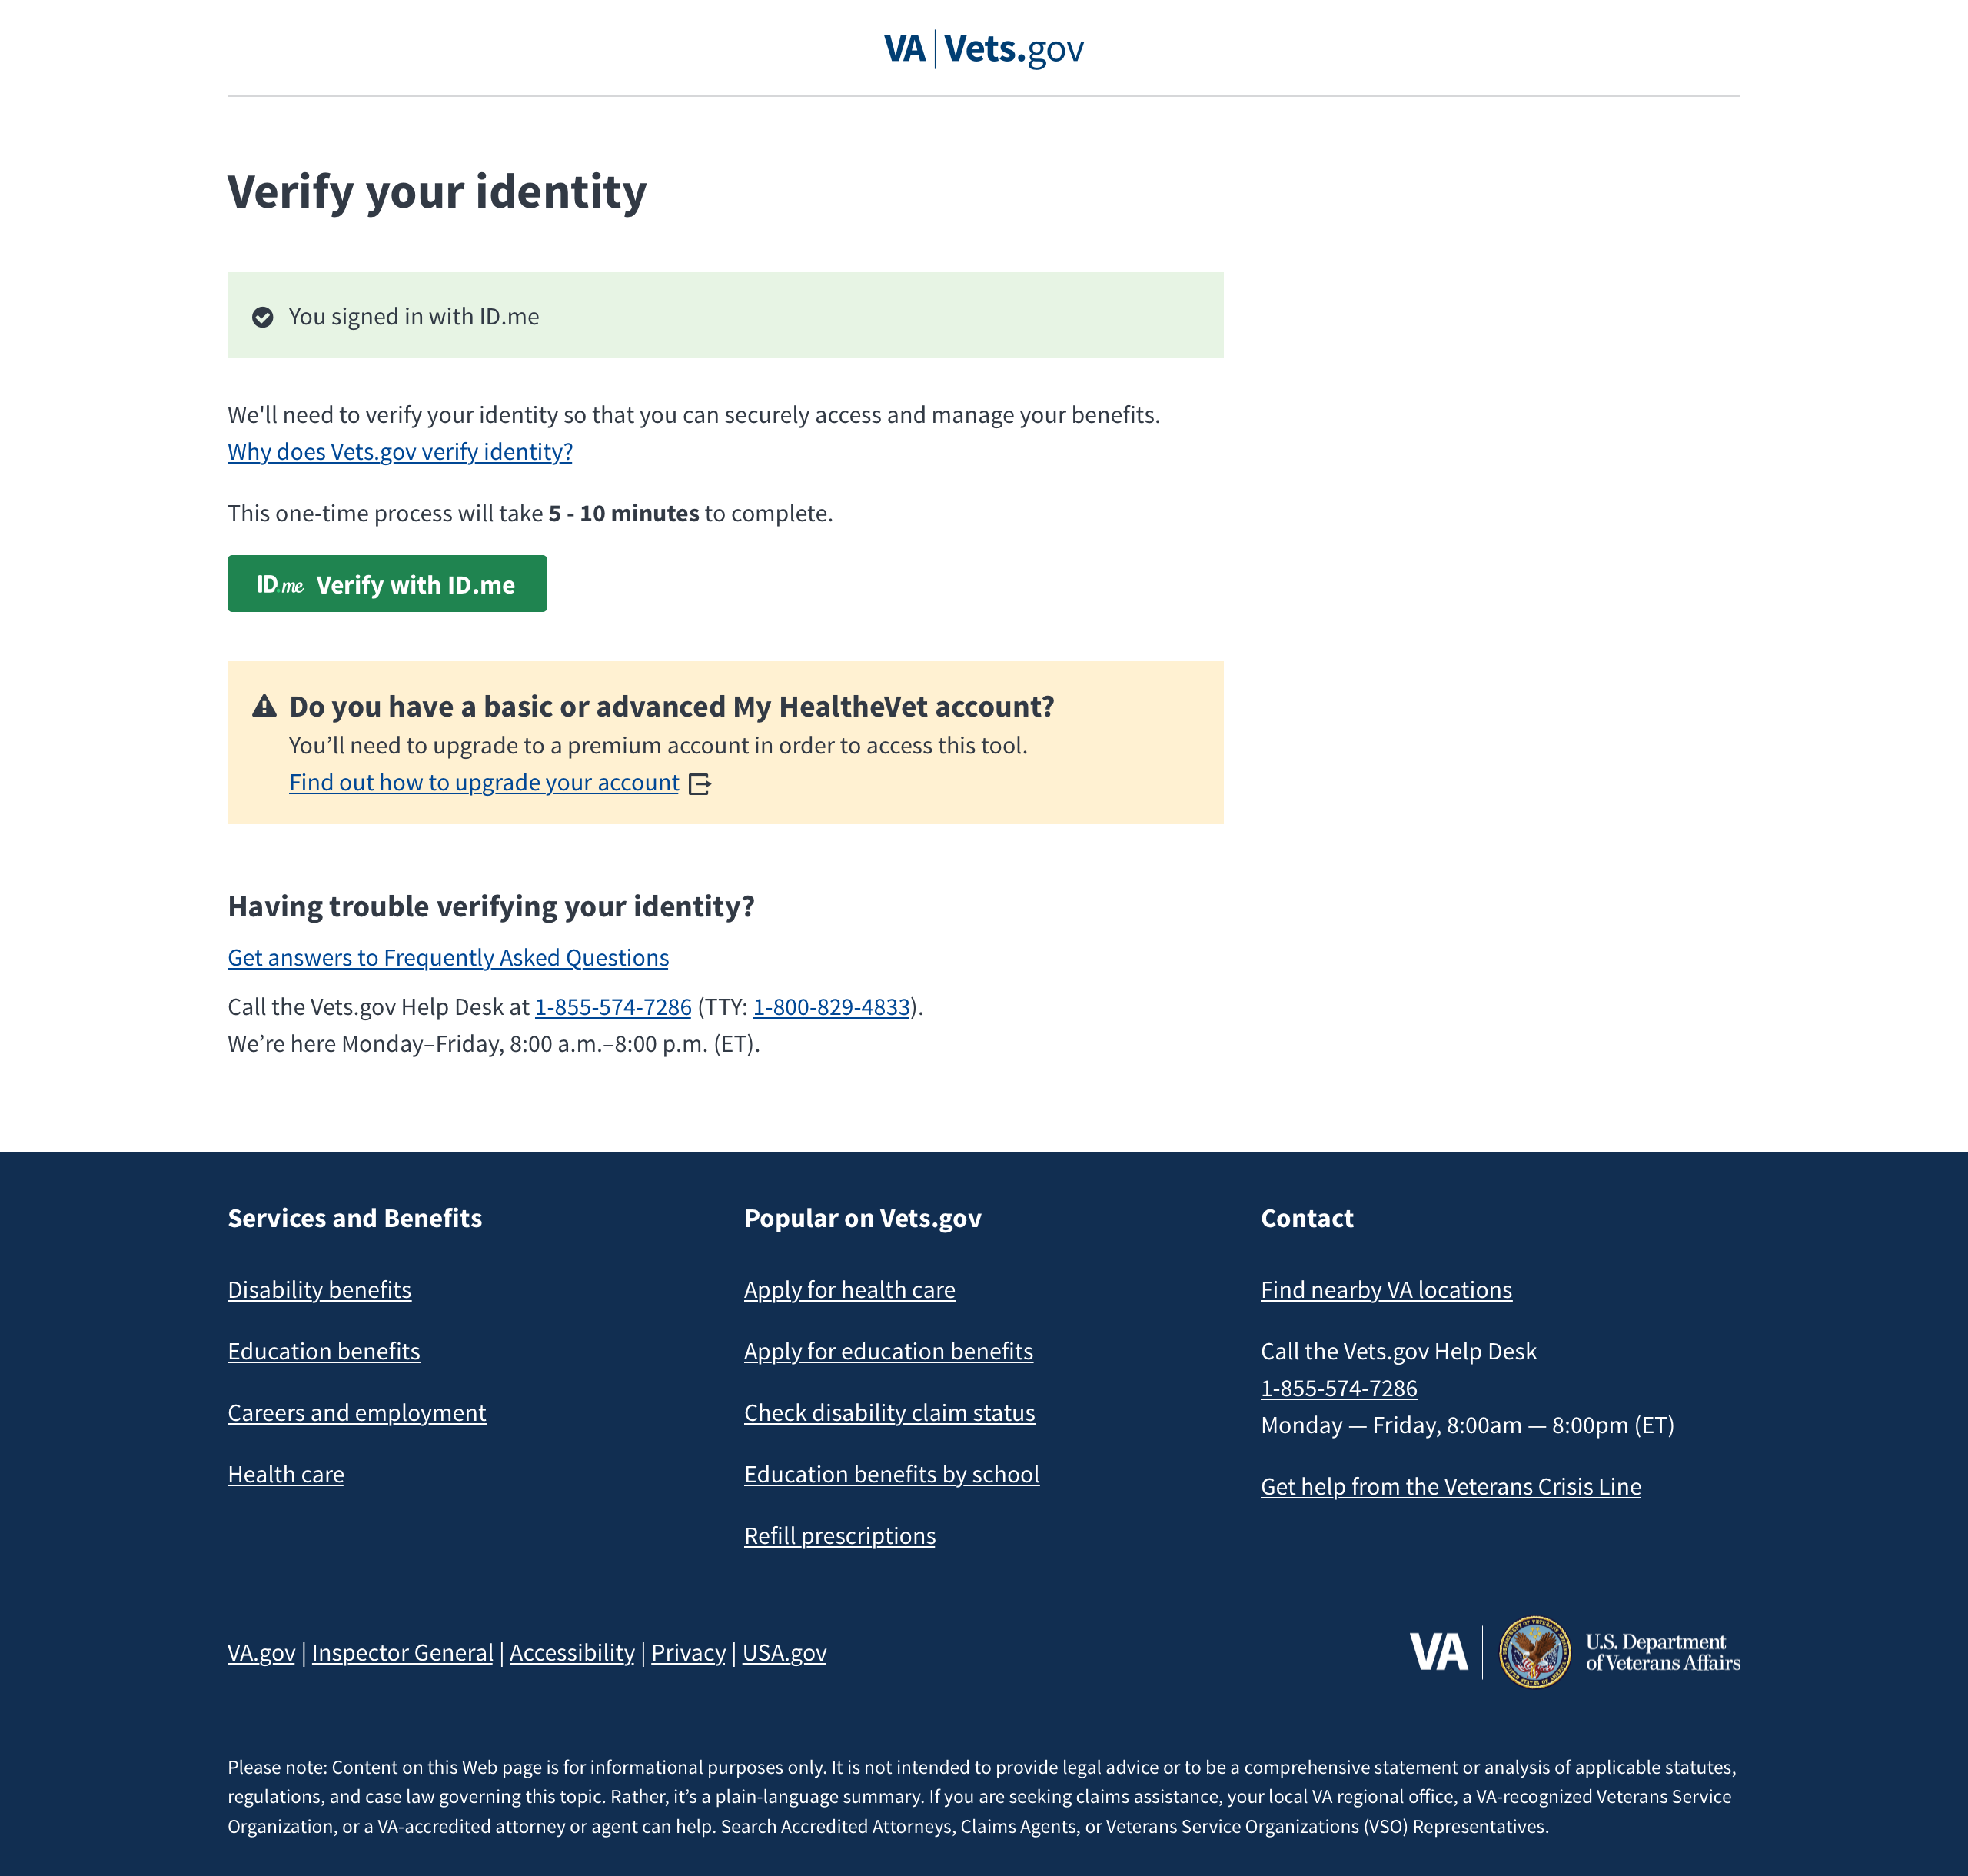 VA | Vets.gov
Verify your identity
You signed in with ID.me
We'll need to verify your identity so that you can securely access and manage your benefits.
Why does Vets.gov verify identity?
This one-time process will take 5 - 10 minutes to complete.
ID.me Verify with ID.me
Do you have a basic or advanced My HealtheVet account?
You’ll need to upgrade to a premium account in order to access this tool.
Find out how to upgrade your account
Having trouble verifying your identity?
Get answers to Frequently Asked Questions
Call the Vets.gov Help Desk at 1-855-574-7286 (TTY: 1-800-829-4833).
We’re here Monday–Friday, 8:00 a.m.–8:00 p.m. (ET).
Services and Benefits
Disability benefits
Education benefits
Careers and employment
Health care
Popular on Vets.gov
Apply for health care
Apply for education benefits
Check disability claim status
Education benefits by school
Refill prescriptions
Contact
Find nearby VA locations
Call the Vets.gov Help Desk
1-855-574-7286
Monday — Friday, 8:00am — 8:00pm (ET)
Get help from the Veterans Crisis Line
VA.gov | Inspector General | Accessibility | Privacy | USA.gov
VA
U.S. Department
of Veterans Affairs
Please note: Content on this Web page is for informational purposes only. It is not intended to provide legal advice or to be a comprehensive statement or analysis of applicable statutes,
regulations, and case law governing this topic. Rather, it’s a plain-language summary. If you are seeking claims assistance, your local VA regional office, a VA-recognized Veterans Service
Organization, or a VA-accredited attorney or agent can help. Search Accredited Attorneys, Claims Agents, or Veterans Service Organizations (VSO) Representatives.